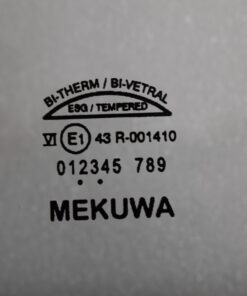 BI-THERM / BI-VETRAL
ESG / TEMPERED
VI E1 43 R-001410
012345 789
MEKUWA